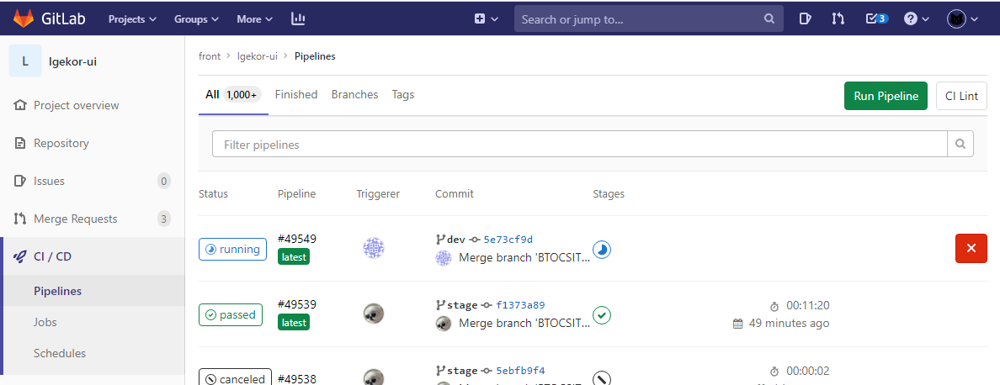 GitLab Projects Groups More Search or jump to... 3
L lgekor-ui
front > lgekor-ui > Pipelines
All 1,000+ Finished Branches Tags Run Pipeline CI Lint
Project overview
Filter pipelines
Repository
Issues 0
Status Pipeline Triggerer Commit Stages
Merge Requests 3
CI / CD
running #49549 latest dev 5e73cf9d
Merge branch 'BTOCSIT...
Pipelines
Jobs
Schedules
passed #49539 latest stage f1373a89 00:11:20
Merge branch 'BTOCSIT... 49 minutes ago
canceled #49538 stage 5ebfb9f4 00:00:02